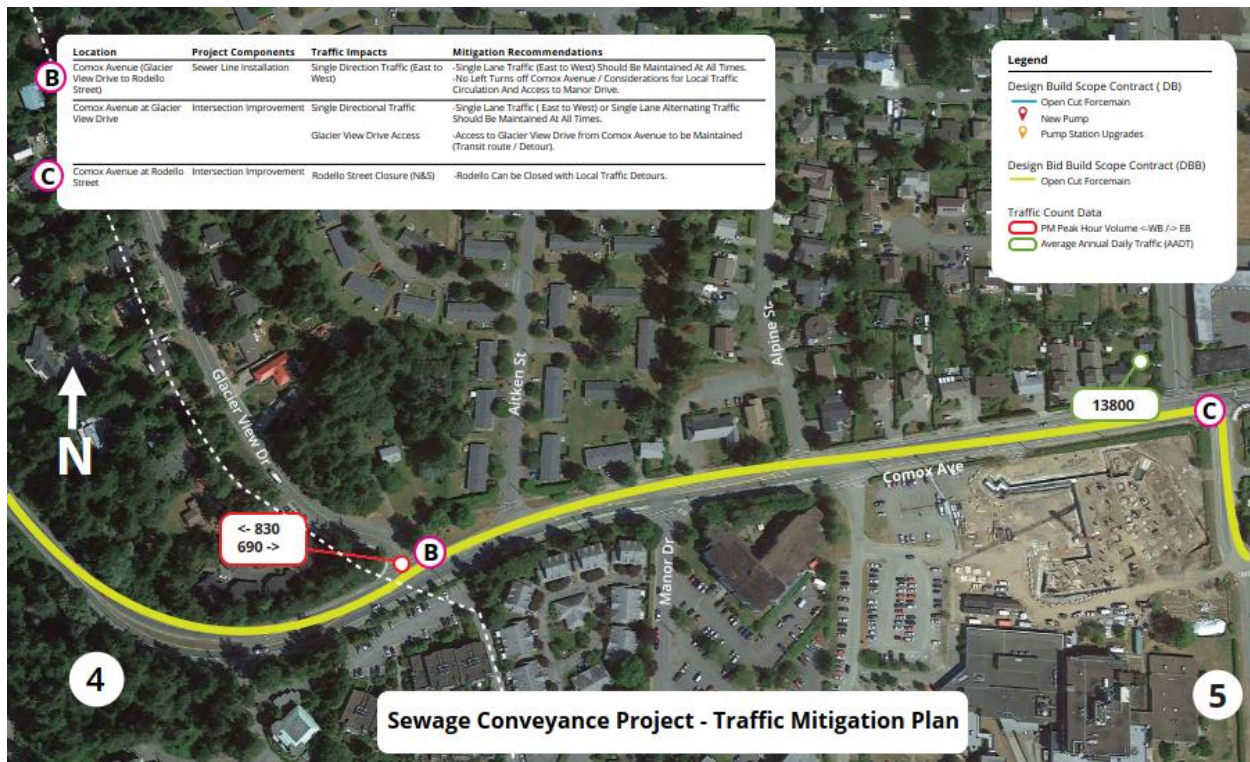 Location Project Components Traffic Impacts Mitigation Recommendations
B
Comox Avenue (Glacier View Drive to Rodello Street)
Sewer Line Installation
Single Direction Traffic (East to West)
-Single Lane Traffic (East to West) Should Be Maintained At All Times.
-No Left Turns off Comox Avenue / Considerations for Local Traffic
Circulation And Access to Manor Drive.
Comox Avenue at Glacier View Drive
Intersection Improvement
Single Directional Traffic
-Single Lane Traffic ( East to West) or Single Lane Alternating Traffic
Should Be Maintained At All Times.
Glacier View Drive Access
-Access to Glacier View Drive from Comox Avenue to be Maintained
(Transit route / Detour).
C
Comox Avenue at Rodello Street
Intersection Improvement
Rodello Street Closure (N&S)
-Rodello Can be Closed with Local Traffic Detours.
Legend
Design Build Scope Contract ( DB)
Open Cut Forcemain
New Pump
Pump Station Upgrades
Design Bid Build Scope Contract (DBB)
Open Cut Forcemain
Traffic Count Data
PM Peak Hour Volume <-WB /-> EB
Average Annual Daily Traffic (AADT)
Glacier View Dr
Aitken St
Alpine St
N
13800
C
Comox Ave
<- 830
690 ->
B
Manor Dr
4
5
Sewage Conveyance Project - Traffic Mitigation Plan